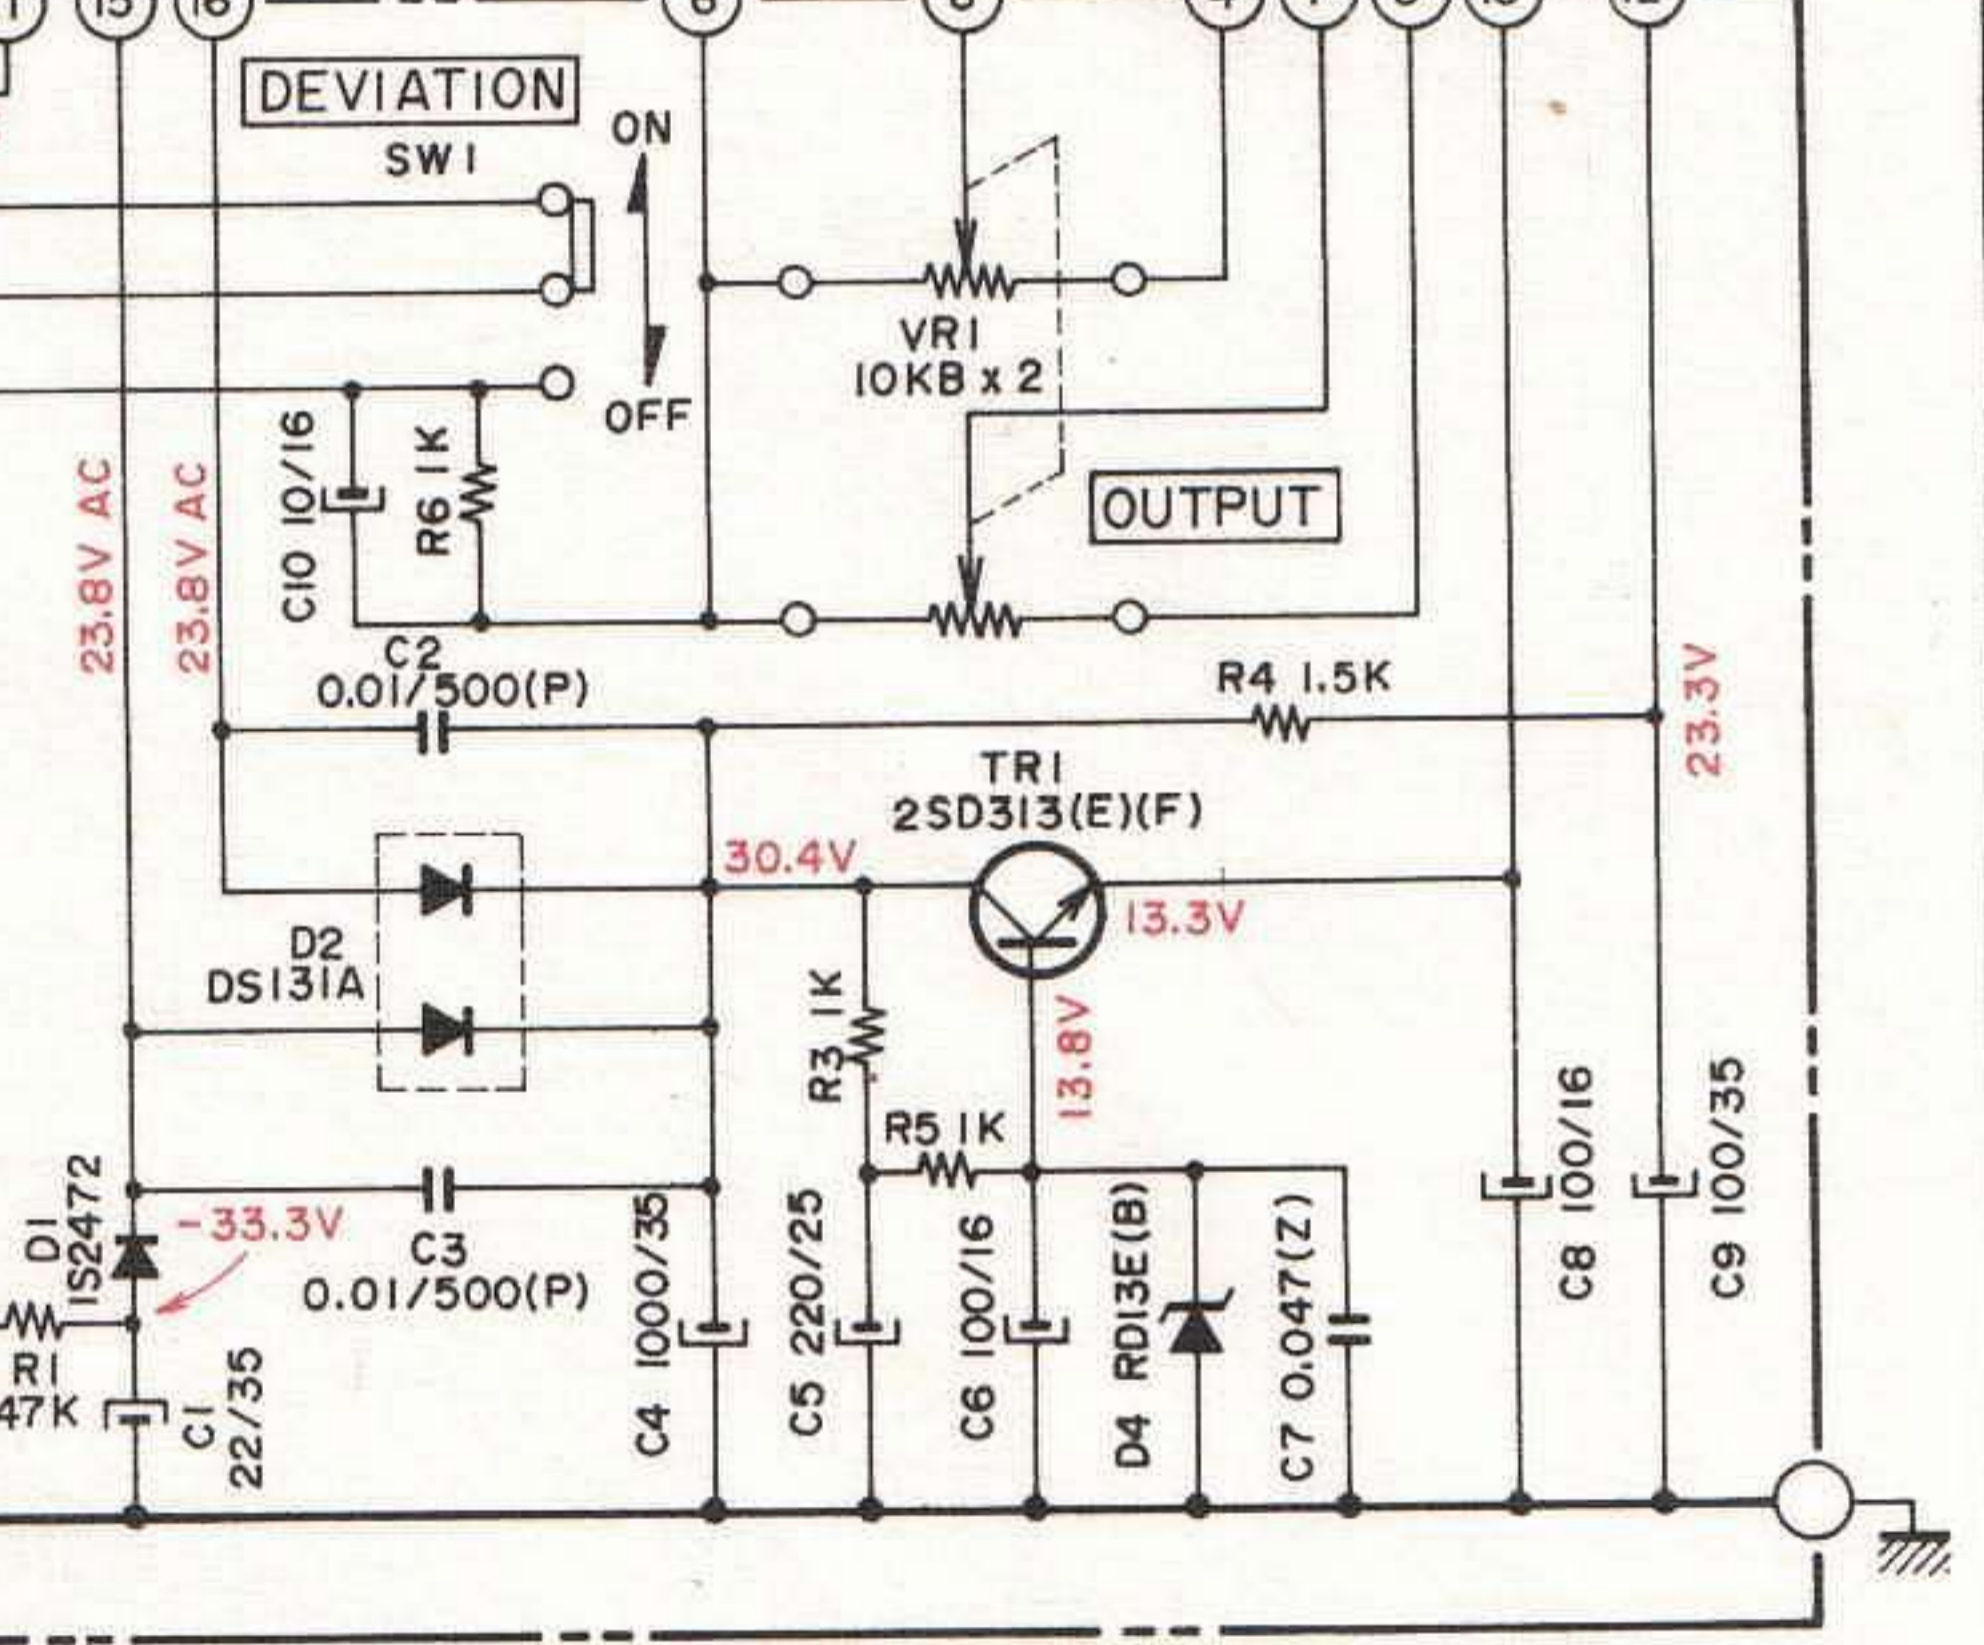 15
16
DEVIATION
ON
SW1
VR1
10KB x 2
OFF
OUTPUT
C10 10/16
R6 1K
23.8V AC
23.8V AC
C2
0.01/500(P)
R4 1.5K
23.3V
TR1
2SD313(E)(F)
30.4V
13.3V
D2
DS131A
R3 1K
13.8V
R5 1K
D1
1S2472
-33.3V
C3
0.01/500(P)
R1
47K
C1
22/35
C4 1000/35
C5 220/25
C6 100/16
D4 RD13E(B)
C7 0.047(Z)
C8 100/16
C9 100/35